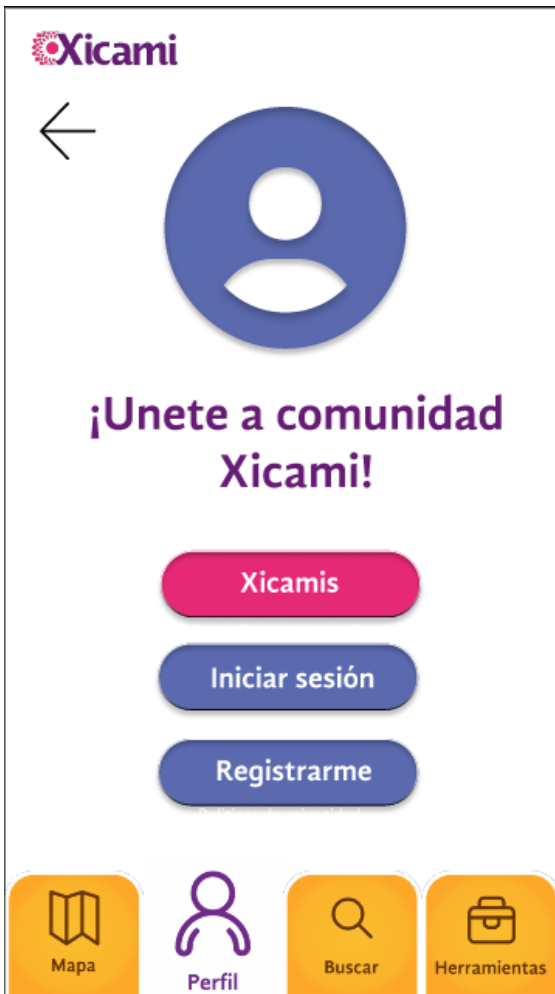 Xicami
¡Unete a comunidad
Xicami!
Xicamis
Iniciar sesión
Registrarme
Mapa
Perfil
Buscar
Herramientas